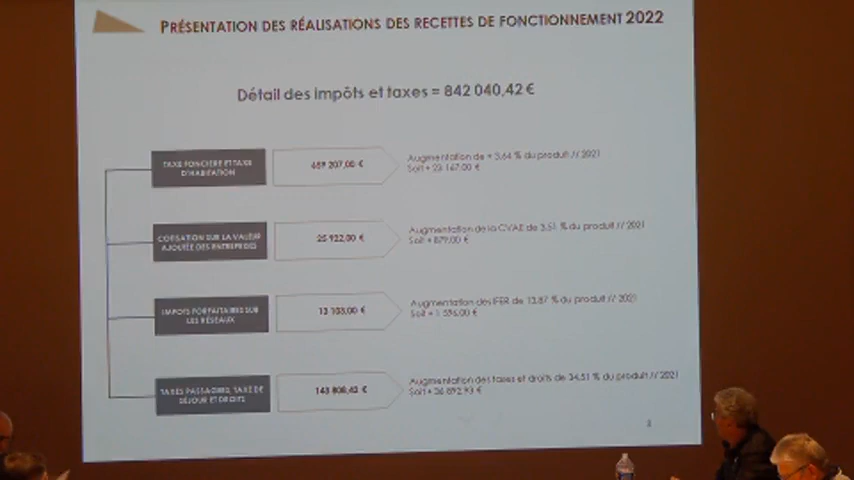 PRÉSENTATION DES RÉALISATIONS DES RECETTES DE FONCTIONNEMENT 2022
Détail des impôts et taxes = 842 040,42 €
TAXE FONCIERE ET TAXE
D'HABITATION
659 207,00 €
Augmentation de + 3,64 % du produit // 2021
Soit + 23 167,00 €
COTISATION SUR LA VALEUR
AJOUTÉE DES ENTREPRISES
25 922,00 €
Augmentation de la CVAE de 3,51 % du produit // 2021
Soit + 879,00 €
IMPOTS FORFAITAIRES SUR
LES RÉSEAUX
13 103,00 €
Augmentation des IFER de 13,87 % du produit // 2021
Soit + 1 596,00 €
TAXES PASSAGERS, TAXE DE
SÉJOUR ET DROITS
143 808,42 €
Augmentation des taxes et droits de 34,51 % du produit // 2021
Soit + 36 892,93 €